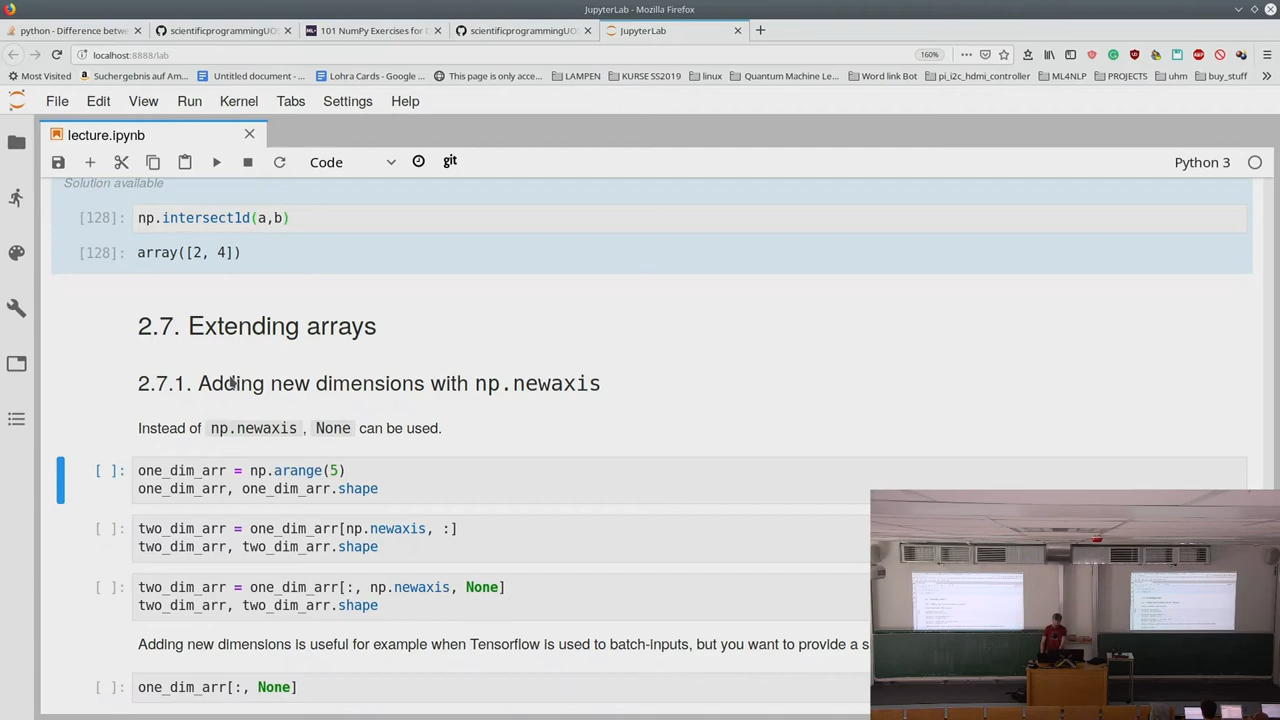 JupyterLab - Mozilla Firefox
python - Difference betwe
scientificprogrammingUO
101 NumPy Exercises for D
scientificprogrammingUO
JupyterLab
localhost:8888/lab
160%
Most Visited
Suchergebnis auf Am...
Untitled document - ...
Lohra Cards - Google ...
This page is only acce...
LAMPEN
KURSE SS2019
linux
Quantum Machine Le...
Word link Bot
pi_i2c_hdmi_controller
ML4NLP
PROJECTS
uhm
buy_stuff
File Edit View Run Kernel Tabs Settings Help
lecture.ipynb
Code
git
Python 3
Solution available
[128]: np.intersect1d(a,b)
[128]: array([2, 4])
2.7. Extending arrays
2.7.1. Adding new dimensions with np.newaxis
Instead of np.newaxis, None can be used.
[ ]: one_dim_arr = np.arange(5)
one_dim_arr, one_dim_arr.shape
[ ]: two_dim_arr = one_dim_arr[np.newaxis, :]
two_dim_arr, two_dim_arr.shape
[ ]: two_dim_arr = one_dim_arr[:, np.newaxis, None]
two_dim_arr, two_dim_arr.shape
Adding new dimensions is useful for example when Tensorflow is used to batch-inputs, but you want to provide a s
[ ]: one_dim_arr[:, None]